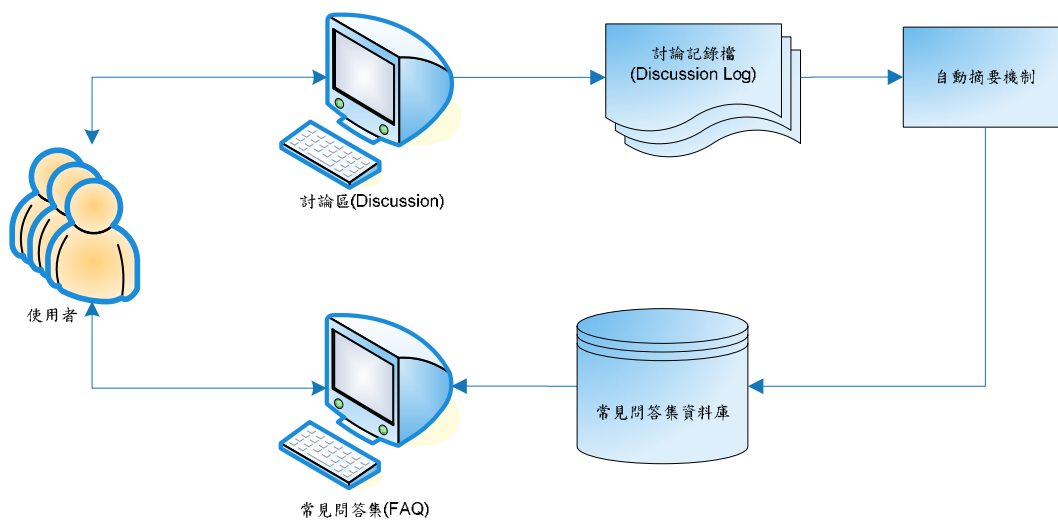 討論記錄檔
(Discussion Log)
自動摘要機制
討論區(Discussion)
使用者
常見問答集資料庫
常見問答集(FAQ)